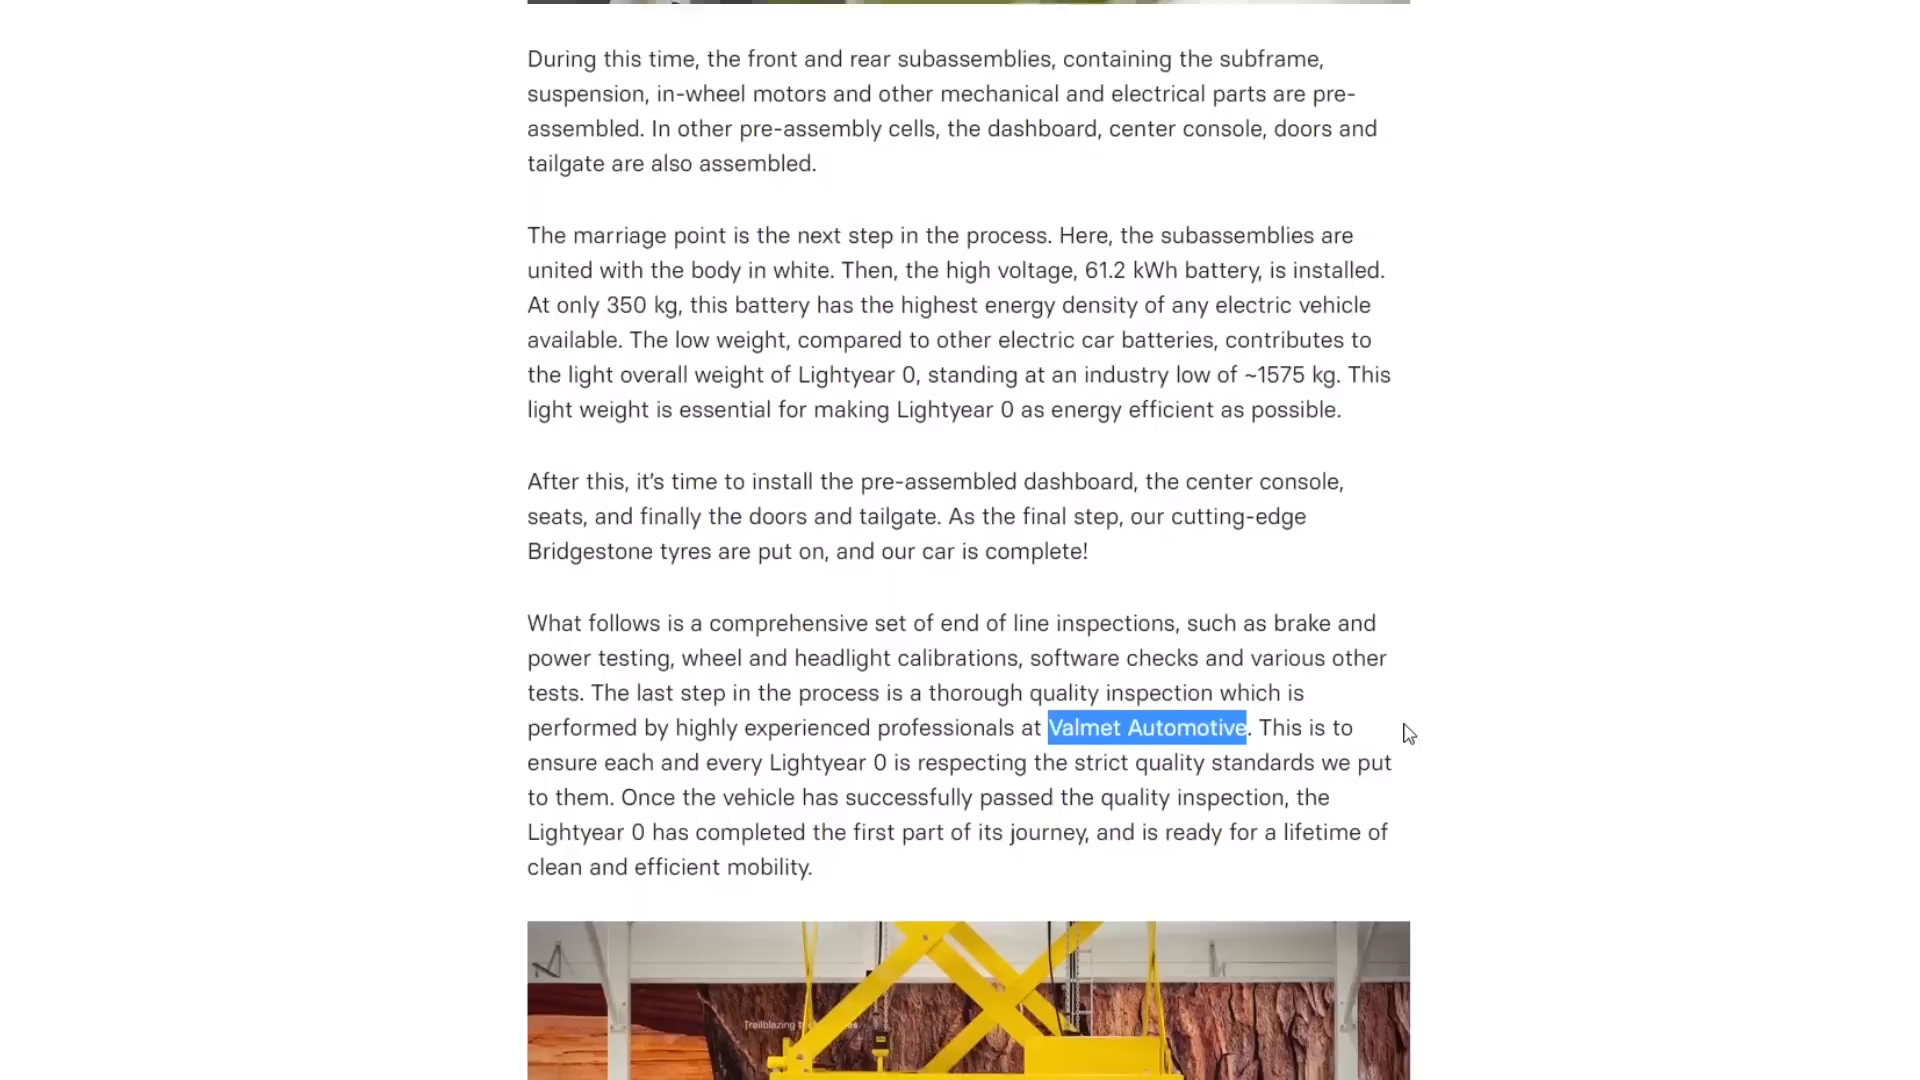 During this time, the front and rear subassemblies, containing the subframe,
suspension, in-wheel motors and other mechanical and electrical parts are pre-
assembled. In other pre-assembly cells, the dashboard, center console, doors and
tailgate are also assembled.
The marriage point is the next step in the process. Here, the subassemblies are
united with the body in white. Then, the high voltage, 61.2 kWh battery, is installed.
At only 350 kg, this battery has the highest energy density of any electric vehicle
available. The low weight, compared to other electric car batteries, contributes to
the light overall weight of Lightyear 0, standing at an industry low of ~1575 kg. This
light weight is essential for making Lightyear 0 as energy efficient as possible.
After this, it’s time to install the pre-assembled dashboard, the center console,
seats, and finally the doors and tailgate. As the final step, our cutting-edge
Bridgestone tyres are put on, and our car is complete!
What follows is a comprehensive set of end of line inspections, such as brake and
power testing, wheel and headlight calibrations, software checks and various other
tests. The last step in the process is a thorough quality inspection which is
performed by highly experienced professionals at Valmet Automotive. This is to
ensure each and every Lightyear 0 is respecting the strict quality standards we put
to them. Once the vehicle has successfully passed the quality inspection, the
Lightyear 0 has completed the first part of its journey, and is ready for a lifetime of
clean and efficient mobility.
Trailblazing